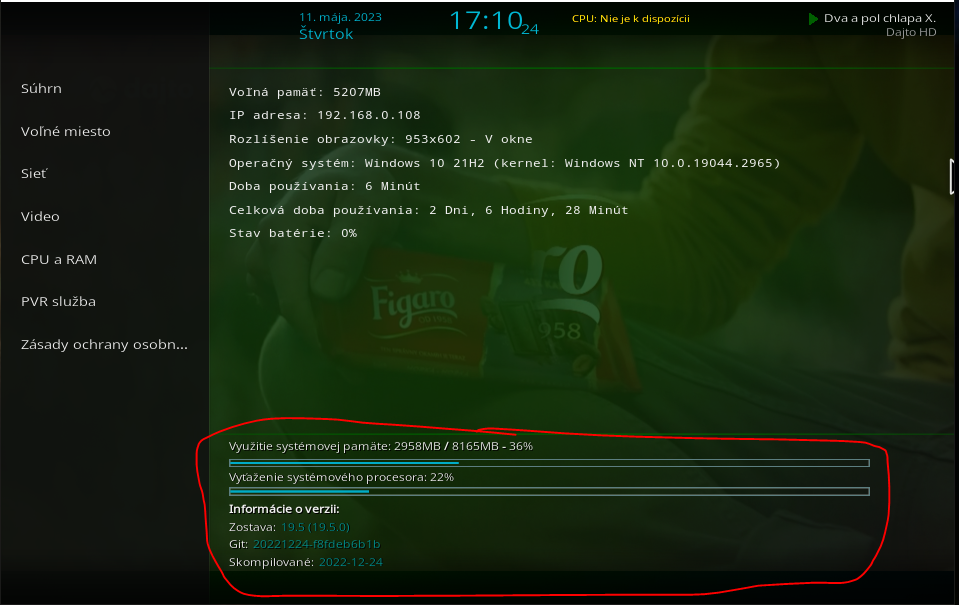 11. mája. 2023
Štvrtok
17:10
24
CPU: Nie je k dispozícii
Dva a pol chlapa X.
Dajto HD
Súhrn
Voľné miesto
Sieť
Video
CPU a RAM
PVR služba
Zásady ochrany osobn...
Voľná pamäť: 5207MB
IP adresa: 192.168.0.108
Rozlíšenie obrazovky: 953x602 - V okne
Operačný systém: Windows 10 21H2 (kernel: Windows NT 10.0.19044.2965)
Doba používania: 6 Minút
Celková doba používania: 2 Dni, 6 Hodiny, 28 Minút
Stav batérie: 0%
Figaro
ro
1958
Využitie systémovej pamäte: 2958MB / 8165MB - 36%
Vyťaženie systémového procesora: 22%
Informácie o verzii:
Zostava: 19.5 (19.5.0)
Git: 20221224-f8fdeb6b1b
Skompilované: 2022-12-24